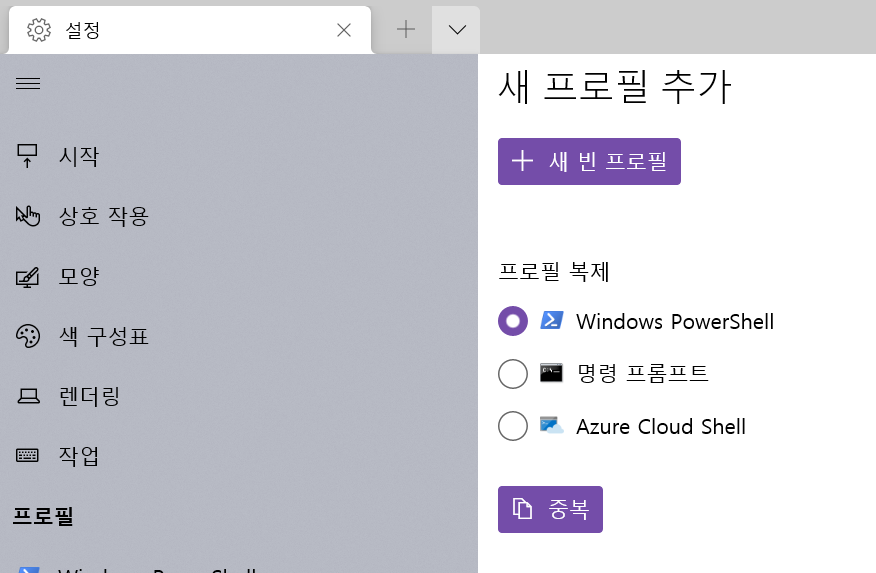 설정
시작
상호 작용
모양
색 구성표
렌더링
작업
프로필
Windows PowerShell
새 프로필 추가
새 빈 프로필
프로필 복제
Windows PowerShell
명령 프롬프트
Azure Cloud Shell
중복